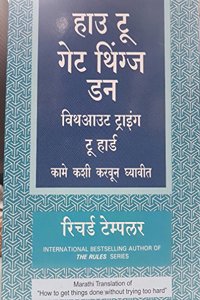 हाउ टू
गेट थिंग्ज
डन
विथआउट ट्राइंग
टू हार्ड
कामे कशी करवून घ्यावीत
रिचर्ड टेम्पलर
INTERNATIONAL BESTSELLING AUTHOR OF
THE RULES SERIES
Marathi Translation of
"How to get things done without trying too hard"